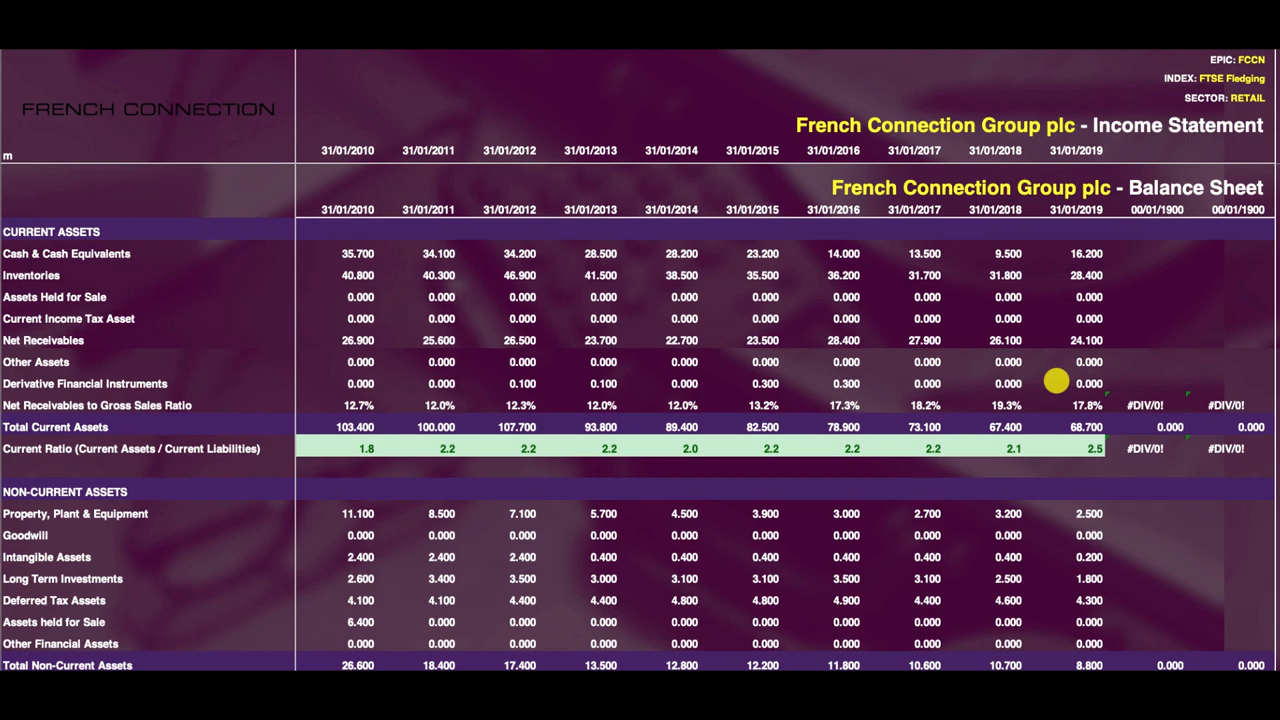 EPIC: FCCN
INDEX: FTSE Fledging
SECTOR: RETAIL
FRENCH CONNECTION
French Connection Group plc - Income Statement
m 31/01/2010 31/01/2011 31/01/2012 31/01/2013 31/01/2014 31/01/2015 31/01/2016 31/01/2017 31/01/2018 31/01/2019
French Connection Group plc - Balance Sheet
31/01/2010 31/01/2011 31/01/2012 31/01/2013 31/01/2014 31/01/2015 31/01/2016 31/01/2017 31/01/2018 31/01/2019 00/01/1900 00/01/1900
CURRENT ASSETS
Cash & Cash Equivalents 35.700 34.100 34.200 28.500 28.200 23.200 14.000 13.500 9.500 16.200
Inventories 40.800 40.300 46.900 41.500 38.500 35.500 36.200 31.700 31.800 28.400
Assets Held for Sale 0.000 0.000 0.000 0.000 0.000 0.000 0.000 0.000 0.000 0.000
Current Income Tax Asset 0.000 0.000 0.000 0.000 0.000 0.000 0.000 0.000 0.000 0.000
Net Receivables 26.900 25.600 26.500 23.700 22.700 23.500 28.400 27.900 26.100 24.100
Other Assets 0.000 0.000 0.000 0.000 0.000 0.000 0.000 0.000 0.000 0.000
Derivative Financial Instruments 0.000 0.000 0.100 0.100 0.000 0.300 0.300 0.000 0.000 0.000
Net Receivables to Gross Sales Ratio 12.7% 12.0% 12.3% 12.0% 12.0% 13.2% 17.3% 18.2% 19.3% 17.8% #DIV/0! #DIV/0!
Total Current Assets 103.400 100.000 107.700 93.800 89.400 82.500 78.900 73.100 67.400 68.700 0.000 0.000
Current Ratio (Current Assets / Current Liabilities) 1.8 2.2 2.2 2.2 2.0 2.2 2.2 2.2 2.1 2.5 #DIV/0! #DIV/0!
NON-CURRENT ASSETS
Property, Plant & Equipment 11.100 8.500 7.100 5.700 4.500 3.900 3.000 2.700 3.200 2.500
Goodwill 0.000 0.000 0.000 0.000 0.000 0.000 0.000 0.000 0.000 0.000
Intangible Assets 2.400 2.400 2.400 0.400 0.400 0.400 0.400 0.400 0.400 0.200
Long Term Investments 2.600 3.400 3.500 3.000 3.100 3.100 3.500 3.100 2.500 1.800
Deferred Tax Assets 4.100 4.100 4.400 4.400 4.800 4.800 4.900 4.400 4.600 4.300
Assets held for Sale 6.400 0.000 0.000 0.000 0.000 0.000 0.000 0.000 0.000 0.000
Other Financial Assets 0.000 0.000 0.000 0.000 0.000 0.000 0.000 0.000 0.000 0.000
Total Non-Current Assets 26.600 18.400 17.400 13.500 12.800 12.200 11.800 10.600 10.700 8.800 0.000 0.000